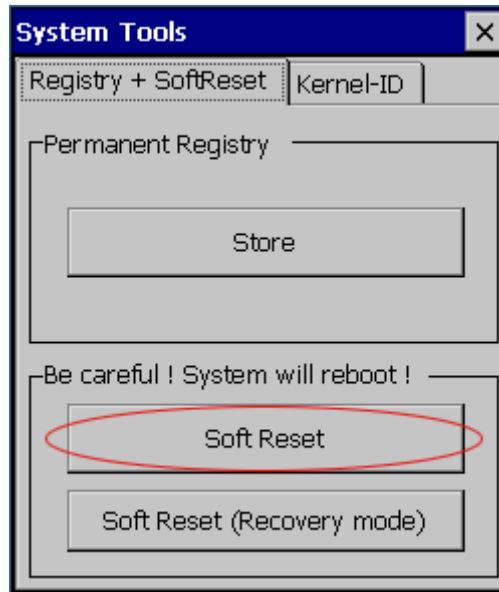 System Tools
Registry + SoftReset
Kernel-ID
Permanent Registry
Store
Be careful ! System will reboot !
Soft Reset
Soft Reset (Recovery mode)